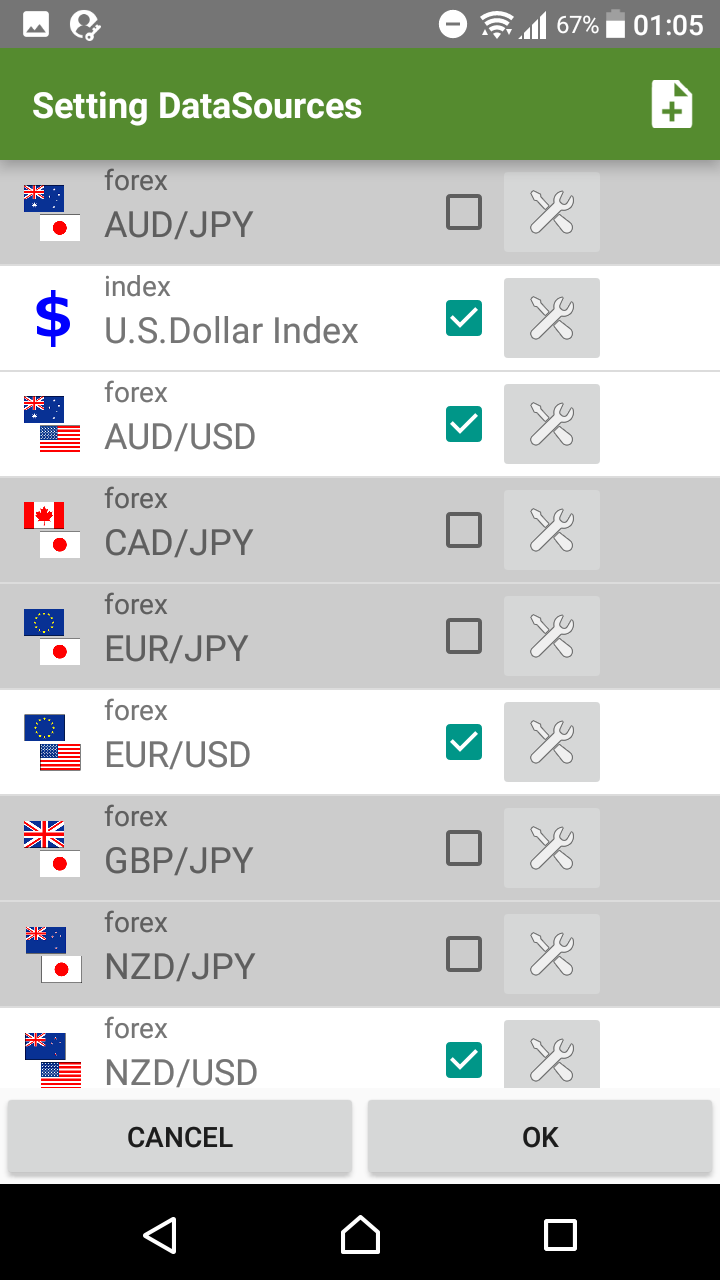 67% 01:05
Setting DataSources
forex
AUD/JPY
$
index
U.S.Dollar Index
forex
AUD/USD
forex
CAD/JPY
forex
EUR/JPY
forex
EUR/USD
forex
GBP/JPY
forex
NZD/JPY
forex
NZD/USD
CANCEL OK